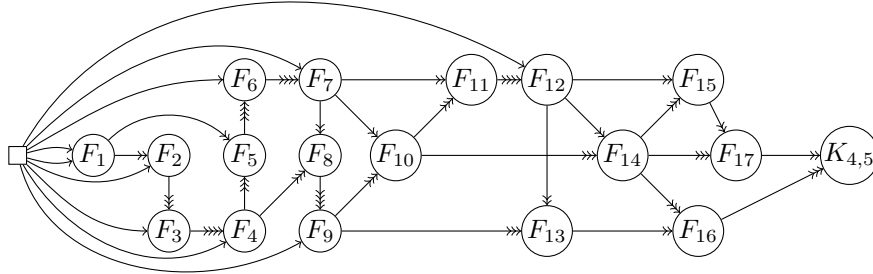 F₆ F₇ F₁₁ F₁₂ F₁₅
F₁ F₂ F₅ F₈ F₁₀ F₁₄ F₁₇ K₄,₅
F₃ F₄ F₉ F₁₃ F₁₆